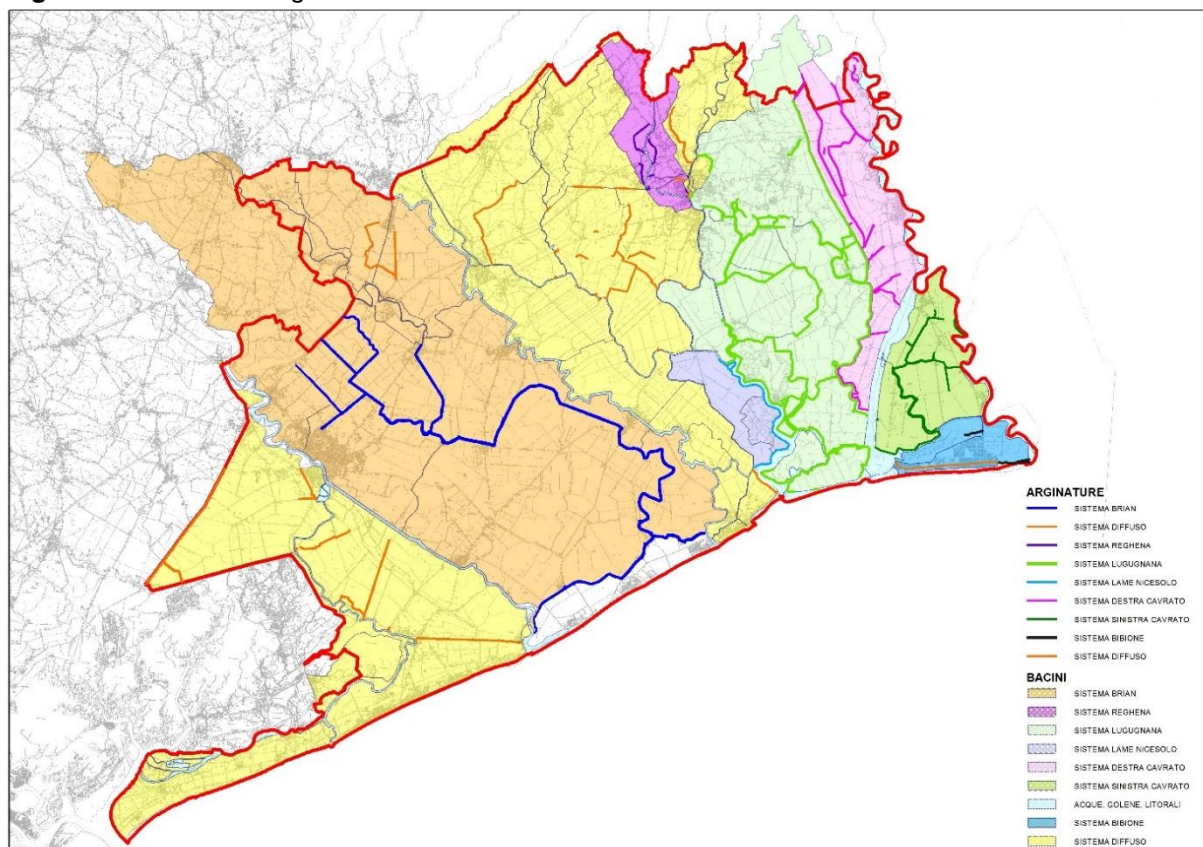 ARGINATURE
SISTEMA BRIAN
SISTEMA DIFFUSO
SISTEMA REGHENA
SISTEMA LUGUGNANA
SISTEMA LAME NICESOLO
SISTEMA DESTRA CAVRATO
SISTEMA SINISTRA CAVRATO
SISTEMA BIBIONE
SISTEMA DIFFUSO
BACINI
SISTEMA BRIAN
SISTEMA REGHENA
SISTEMA LUGUGNANA
SISTEMA LAME NICESOLO
SISTEMA DESTRA CAVRATO
SISTEMA SINISTRA CAVRATO
ACQUE, GOLENE, LITORALI
SISTEMA BIBIONE
SISTEMA DIFFUSO